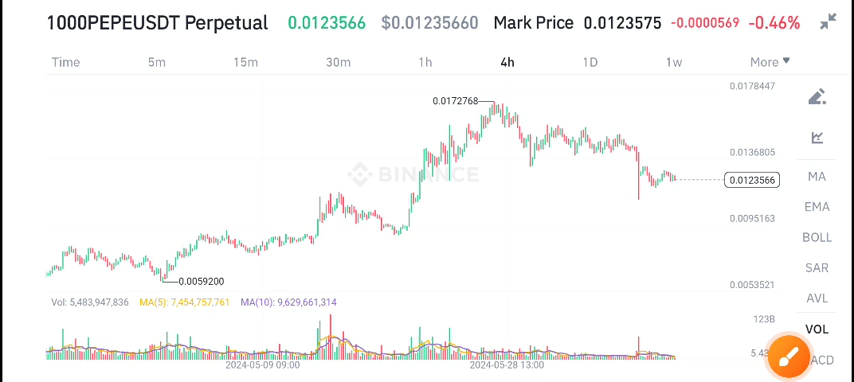 1000PEPEUSDT Perpetual 0.0123566 $0.01235660 Mark Price 0.0123575 -0.0000569 -0.46%
Time 5m 15m 30m 1h 4h 1D 1w More
0.0178447
0.0172768
0.0136805
BINANCE
MA
0.0123566
EMA
0.0095163
BOLL
SAR
0.0059200
0.0053521
AVL
Vol: 5,483,947,836 MA(5): 7,454,757,761 MA(10): 9,629,661,314
123B
VOL
5.43
ACD
2024-05-09 09:00 2024-05-28 13:00